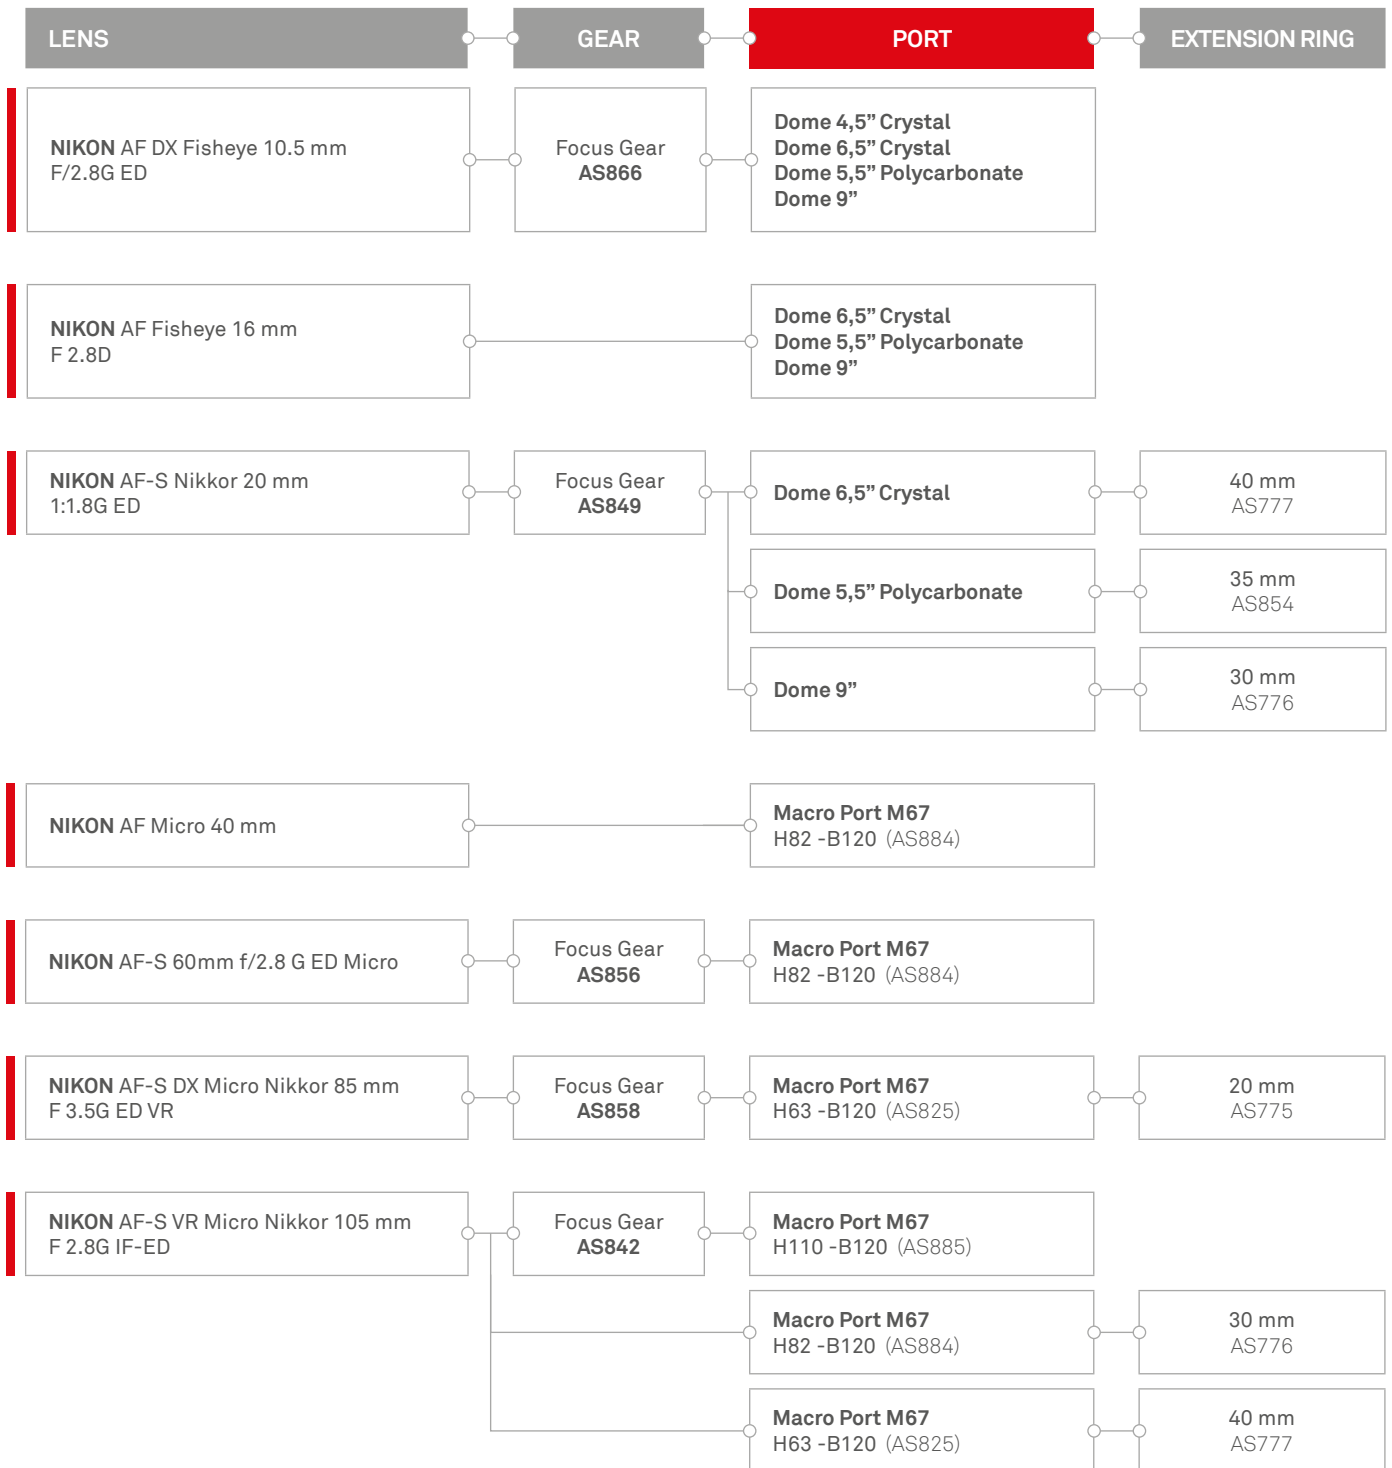 LENS
GEAR
PORT
EXTENSION RING
NIKON AF DX Fisheye 10.5 mm
F/2.8G ED
Focus Gear
AS866
Dome 4,5” Crystal
Dome 6,5” Crystal
Dome 5,5” Polycarbonate
Dome 9”
NIKON AF Fisheye 16 mm
F 2.8D
Dome 6,5” Crystal
Dome 5,5” Polycarbonate
Dome 9”
NIKON AF-S Nikkor 20 mm
1:1.8G ED
Focus Gear
AS849
Dome 6,5” Crystal
40 mm
AS777
Dome 5,5” Polycarbonate
35 mm
AS854
Dome 9”
30 mm
AS776
NIKON AF Micro 40 mm
Macro Port M67
H82 -B120 (AS884)
NIKON AF-S 60mm f/2.8 G ED Micro
Focus Gear
AS856
Macro Port M67
H82 -B120 (AS884)
NIKON AF-S DX Micro Nikkor 85 mm
F 3.5G ED VR
Focus Gear
AS858
Macro Port M67
H63 -B120 (AS825)
20 mm
AS775
NIKON AF-S VR Micro Nikkor 105 mm
F 2.8G IF-ED
Focus Gear
AS842
Macro Port M67
H110 -B120 (AS885)
Macro Port M67
H82 -B120 (AS884)
30 mm
AS776
Macro Port M67
H63 -B120 (AS825)
40 mm
AS777